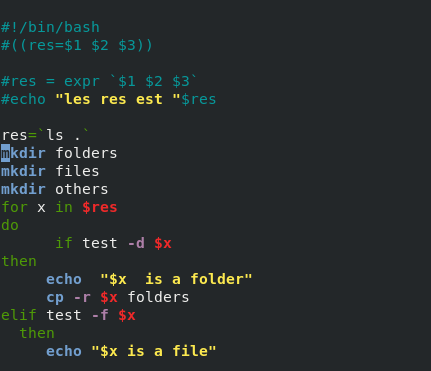 #!/bin/bash
#((res=$1 $2 $3))
#res = expr `$1 $2 $3`
#echo "les res est "$res
res=`ls .`
mkdir folders
mkdir files
mkdir others
for x in $res
do
      if test -d $x
then
     echo  "$x  is a folder"
     cp -r $x folders
elif test -f $x
  then
     echo "$x is a file"